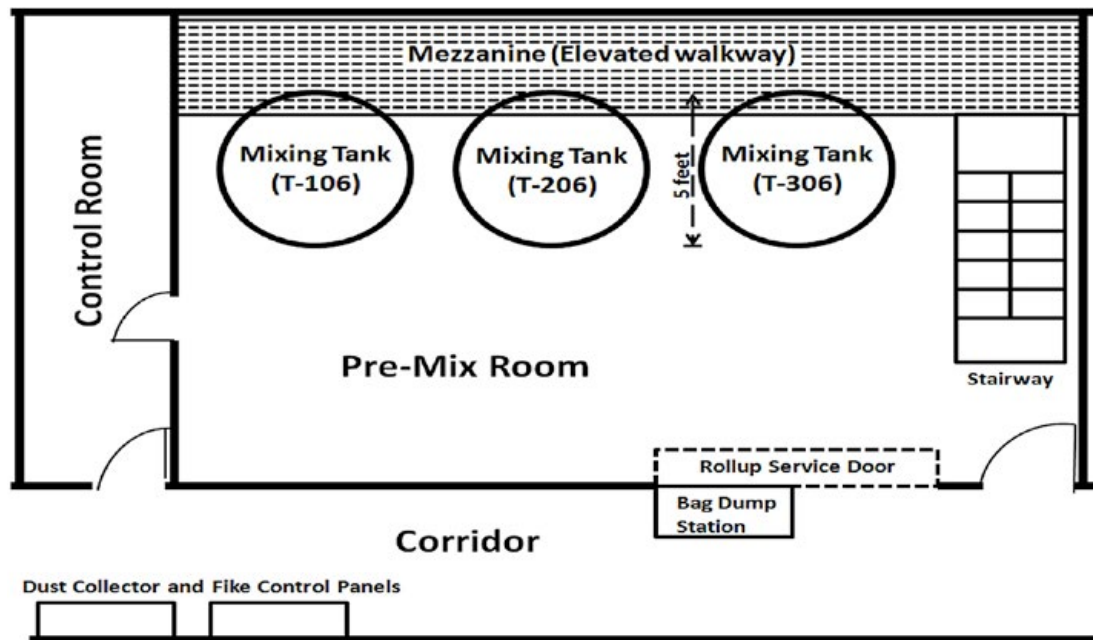 Mezzanine (Elevated walkway)
Control Room
Mixing Tank
(T-106)
Mixing Tank
(T-206)
5 feet
Mixing Tank
(T-306)
Pre-Mix Room
Stairway
Rollup Service Door
Bag Dump
Station
Corridor
Dust Collector and Fike Control Panels